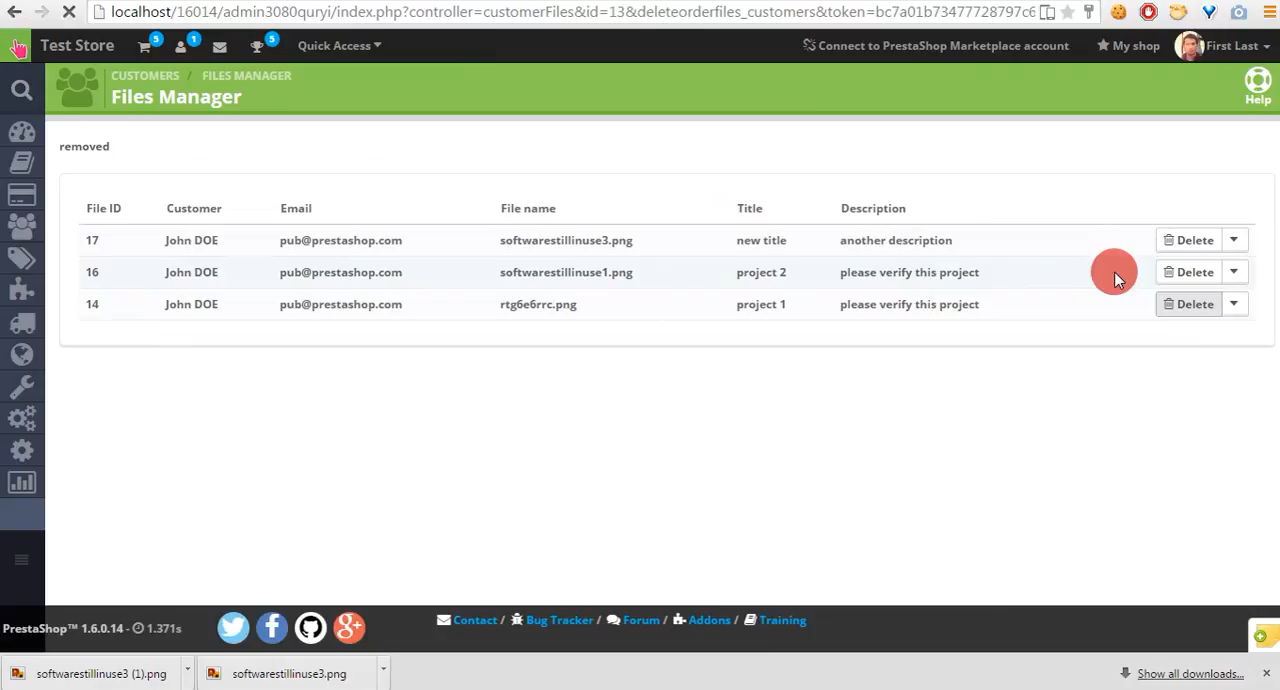 localhost/16014/admin3080quryi/index.php?controller=customerFiles&id=13&deleteorderfiles_customers&token=bc7a01b73477728797c6
Test Store 5 1 5 Quick Access Connect to PrestaShop Marketplace account My shop First Last
CUSTOMERS / FILES MANAGER
Files Manager
Help
removed
File ID Customer Email File name Title Description
17 John DOE pub@prestashop.com softwarestillinuse3.png new title another description Delete
16 John DOE pub@prestashop.com softwarestillinuse1.png project 2 please verify this project Delete
14 John DOE pub@prestashop.com rtg6e6rrc.png project 1 please verify this project Delete
PrestaShop™ 1.6.0.14 - 1.371s
Contact / Bug Tracker / Forum / Addons / Training
softwarestillinuse3 (1).png softwarestillinuse3.png Show all downloads...